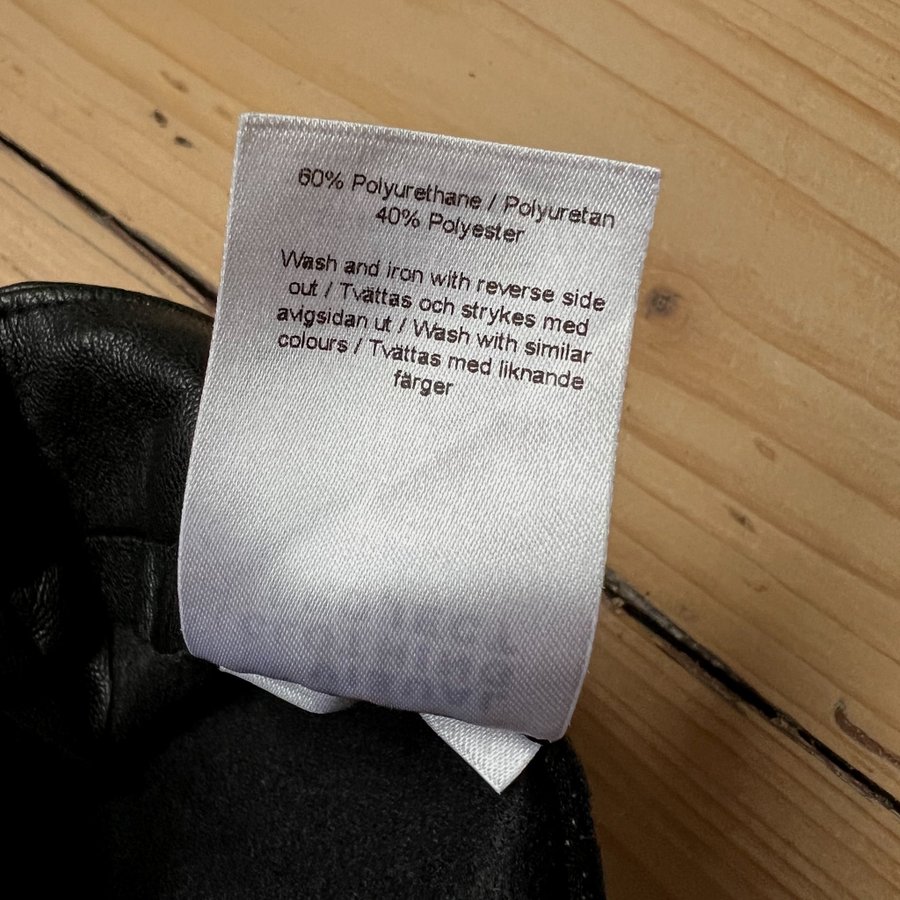 60% Polyurethane / Polyuretan
40% Polyester
Wash and iron with reverse side
out / Tvättas och strykes med
avigsidan ut / Wash with similar
colours / Tvättas med liknande
färger